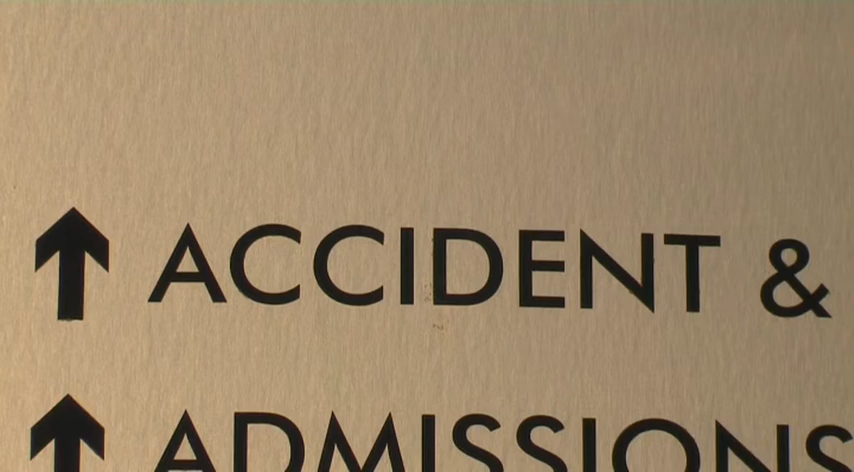 ↑ ACCIDENT &
↑ ADMISSIONS